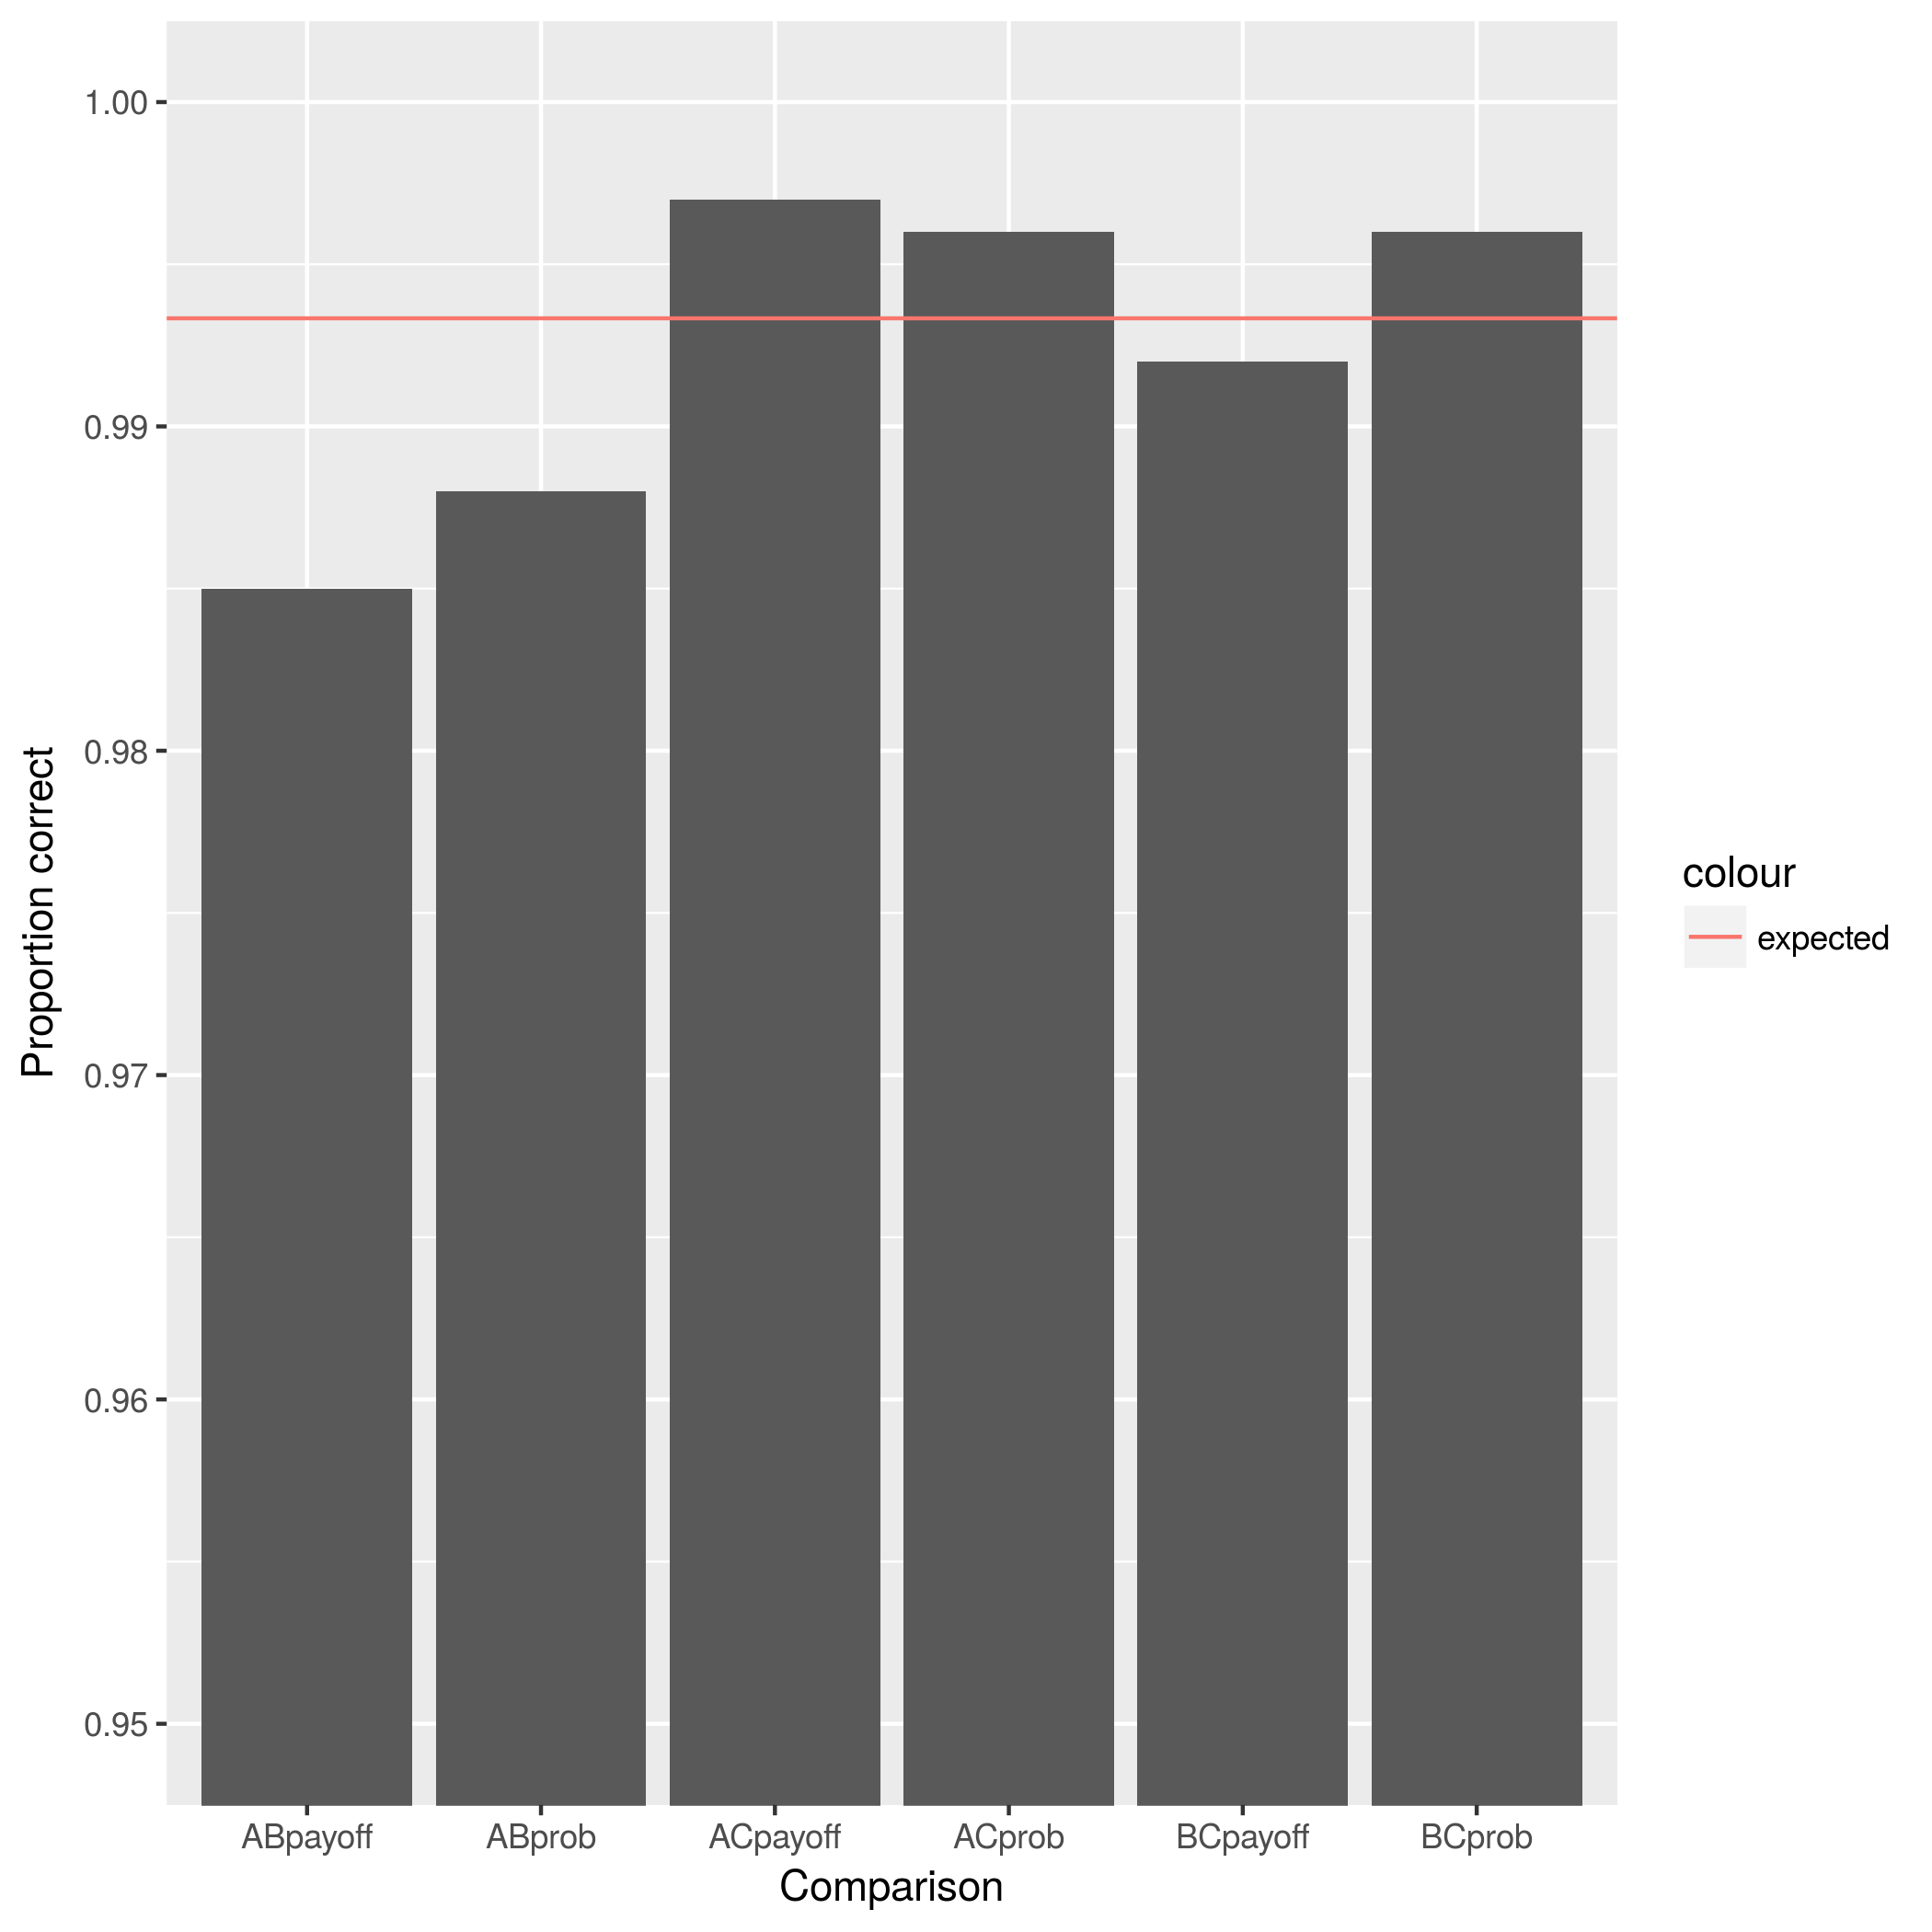 1.00
0.99
0.98
0.97
0.96
0.95
Proportion correct
ABpayoff ABprob ACpayoff ACprob BCpayoff BCprob
Comparison
colour
expected